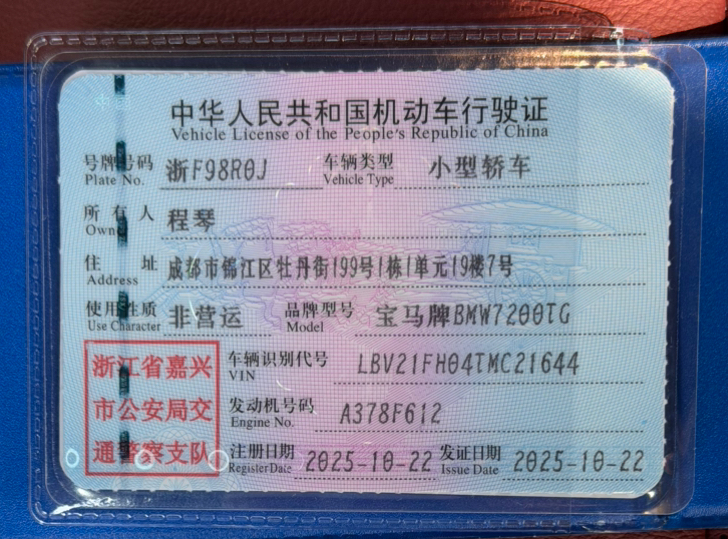 中华人民共和国机动车行驶证
Vehicle License of the People's Republic of China
号牌号码 浙F98R0J 车辆类型 小型轿车
Plate No. Vehicle Type
所有人 程琴
Owner
住址 成都市锦江区牡丹街199号1栋1单元19楼7号
Address
使用性质 非营运 品牌型号 宝马牌BMW7200TG
Use Character Model
浙江省嘉兴
市公安局交
通警察支队
车辆识别代号 LBV21FH04TMC21644
VIN
发动机号码 A378F612
Engine No.
注册日期 2025-10-22 发证日期 2025-10-22
Register Date Issue Date